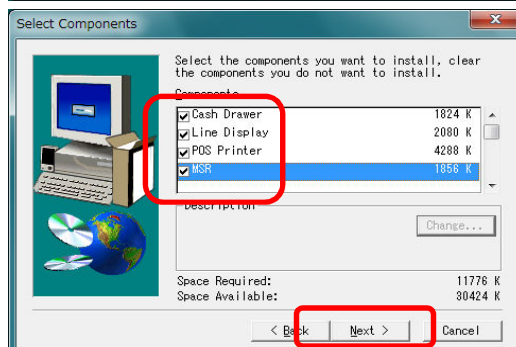 Select Components
Select the components you want to install, clear
the components you do not want to install.
Components
Cash Drawer 1824 K
Line Display 2080 K
POS Printer 4288 K
MSR 1856 K
Description
Change...
Space Required: 11776 K
Space Available: 30424 K
< Back
Next >
Cancel